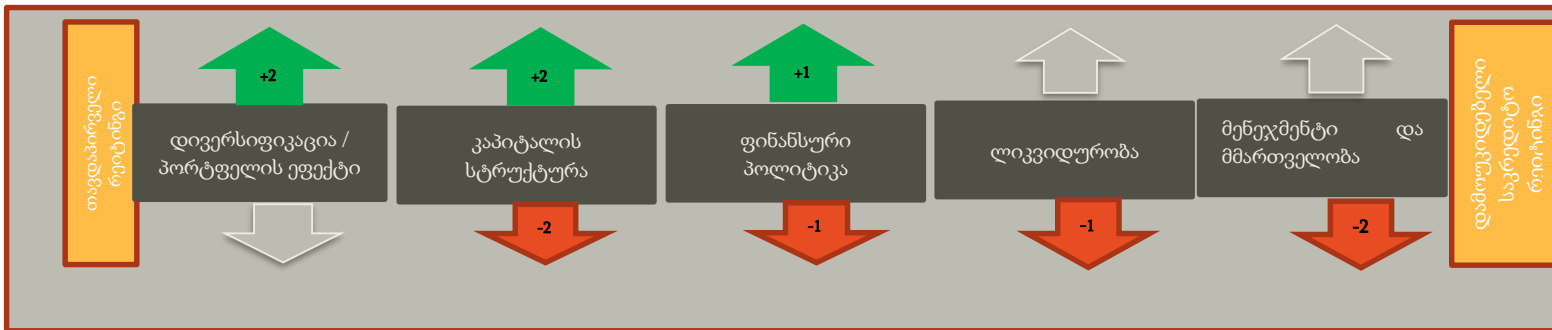 თავდაპირველი
რეიტინგი
+2
დივერსიფიკაცია /
პორტფელის ეფექტი
+2
კაპიტალის
სტრუქტურა
-2
+1
ფინანსური
პოლიტიკა
-1
ლიკვიდურობა
-1
მენეჯმენტი და
მმართველობა
-2
დამოუკიდებელი
საკრედიტო
რეიტინგი